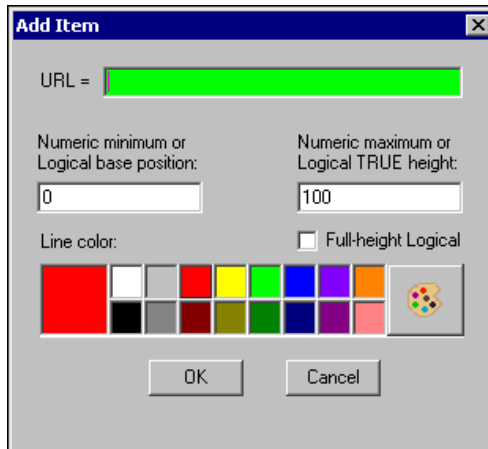 Add Item
URL =
Numeric minimum or
Logical base position:
Numeric maximum or
Logical TRUE height:
0
100
Line color:
Full-height Logical
OK
Cancel